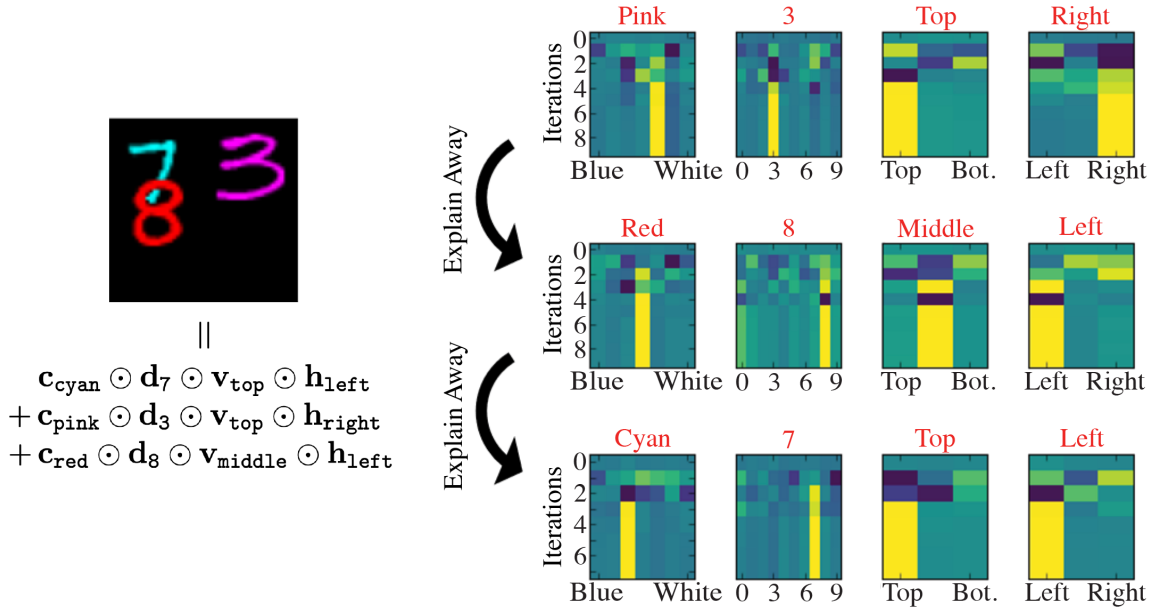 7 3
8
||
c_cyan ⊙ d_7 ⊙ v_top ⊙ h_left
+ c_pink ⊙ d_3 ⊙ v_top ⊙ h_right
+ c_red ⊙ d_8 ⊙ v_middle ⊙ h_left
Explain Away
Explain Away
Pink 3 Top Right
Iterations
0
2
4
6
8
Blue White 0 3 6 9 Top Bot. Left Right
Red 8 Middle Left
Iterations
0
2
4
6
8
Blue White 0 3 6 9 Top Bot. Left Right
Cyan 7 Top Left
Iterations
0
2
4
6
Blue White 0 3 6 9 Top Bot. Left Right